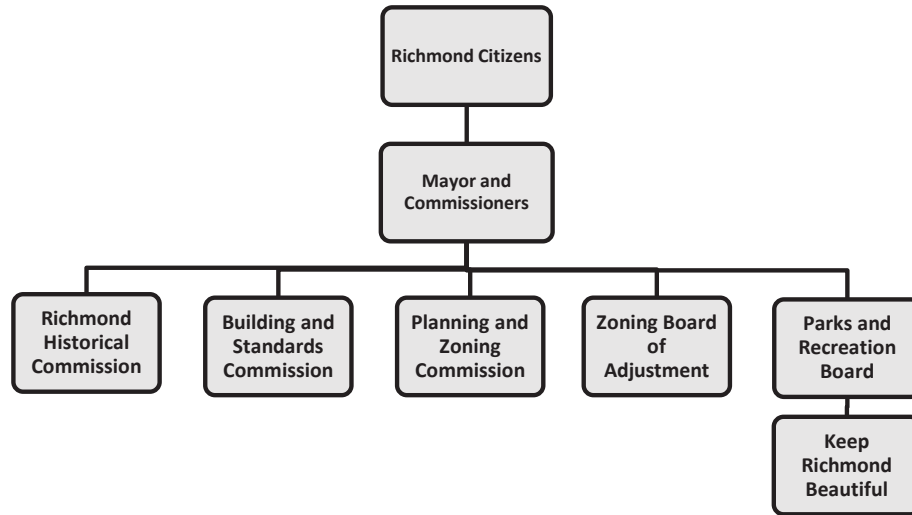 Richmond Citizens
Mayor and
Commissioners
Richmond
Historical
Commission
Building and
Standards
Commission
Planning and
Zoning
Commission
Zoning Board
of
Adjustment
Parks and
Recreation
Board
Keep
Richmond
Beautiful